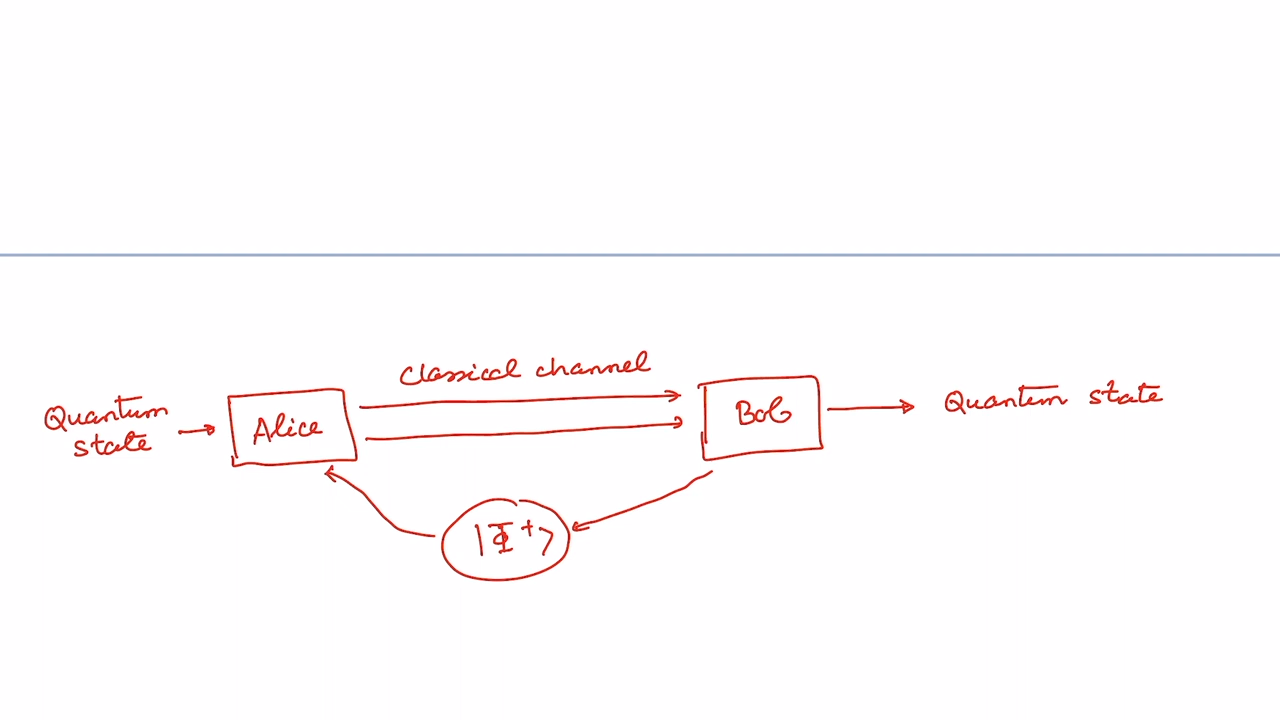 Classical channel
Quantum
state
Alice
Bob
Quantum state
|Φ⁺⟩